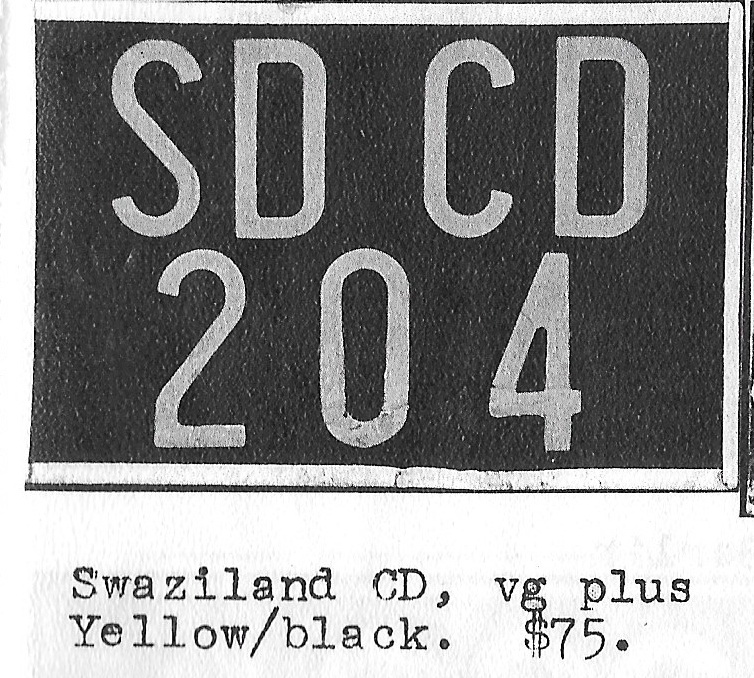 SD CD
204
Swaziland CD, vg plus
Yellow/black. $75.